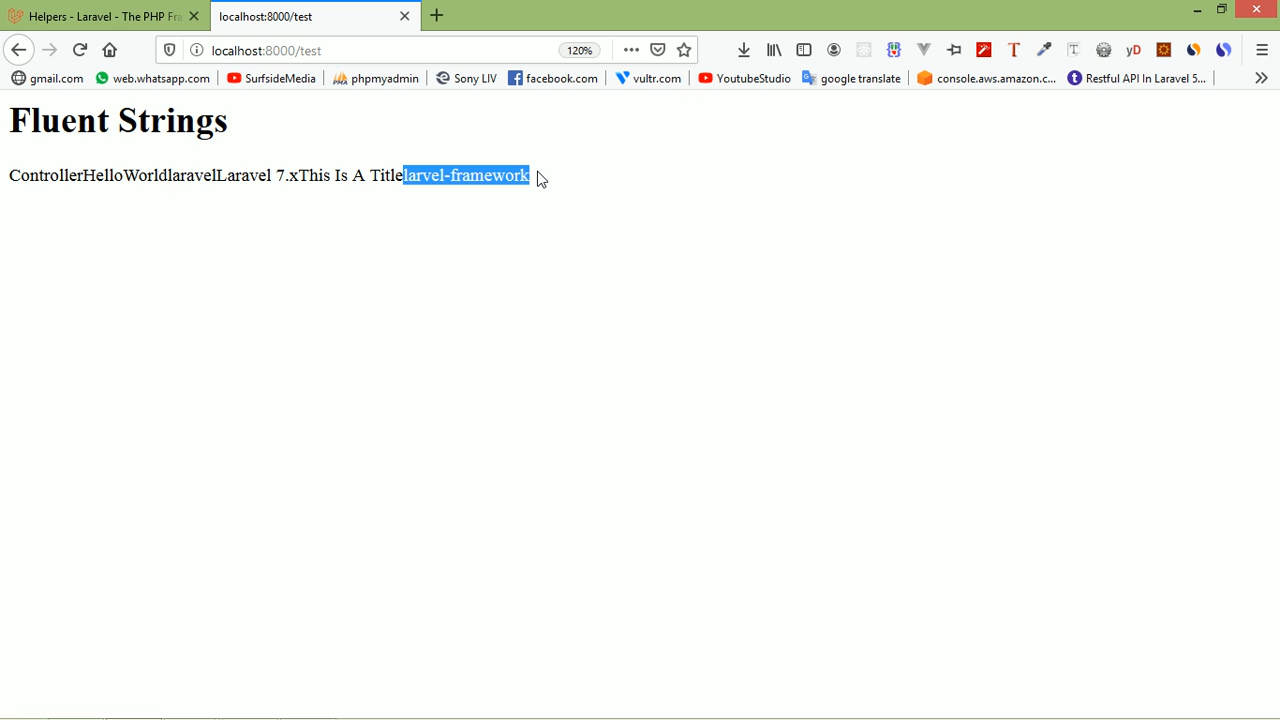 Helpers - Laravel - The PHP Fra
localhost:8000/test
localhost:8000/test
120%
T
T
yD
gmail.com
web.whatsapp.com
SurfsideMedia
phpmyadmin
Sony LIV
facebook.com
vultr.com
YoutubeStudio
google translate
console.aws.amazon.c...
Restful API In Laravel 5...
Fluent Strings
ControllerHelloWorldlaravelLaravel 7.xThis Is A Titlelarvel-framework